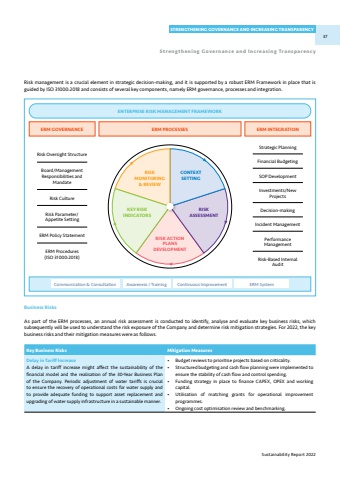 STRENGTHENING GOVERNANCE AND INCREASING TRANSPARENCY
37
Strengthening Governance and Increasing Transparency
Risk management is a crucial element in strategic decision-making, and it is supported by a robust ERM Framework in place that is
guided by ISO 31000:2018 and consists of several key components, namely ERM governance, processes and integration.
ENTERPRISE RISK MANAGEMENT FRAMEWORK
ERM GOVERNANCE
ERM PROCESSES
ERM INTEGRATION
Risk Oversight Structure
Board/Management
Responsibilities and
Mandate
Risk Culture
Risk Parameter/
Appetite Setting
ERM Policy Statement
ERM Procedures
(ISO 31000:2018)
RISK
MONITORING
& REVIEW
CONTEXT
SETTING
KEY RISK
INDICATORS
RISK
ASSESSMENT
RISK ACTION
PLANS
DEVELOPMENT
Strategic Planning
Financial Budgeting
SOP Development
Investments/New
Projects
Decision-making
Incident Management
Performance
Management
Risk-Based Internal
Audit
Communication & Consultation
Awareness / Training
Continuous Improvement
ERM System
Business Risks
As part of the ERM processes, an annual risk assessment is conducted to identify, analyse and evaluate key business risks, which
subsequently will be used to understand the risk exposure of the Company and determine risk mitigation strategies. For 2022, the key
business risks and their mitigation measures were as follows.
Key Business Risks
Mitigation Measures
Delay in Tariff Increase
A delay in tariff increase might affect the sustainability of the
financial model and the realisation of the 30-Year Business Plan
of the Company. Periodic adjustment of water tariffs is crucial
to ensure the recovery of operational costs for water supply and
to provide adequate funding to support asset replacement and
upgrading of water supply infrastructure in a sustainable manner.
• Budget reviews to prioritise projects based on criticality.
• Structured budgeting and cash flow planning were implemented to
ensure the stability of cash flow and control spending.
• Funding strategy in place to finance CAPEX, OPEX and working
capital.
• Utilisation of matching grants for operational improvement
programmes.
• Ongoing cost optimisation review and benchmarking.
Sustainability Report 2022